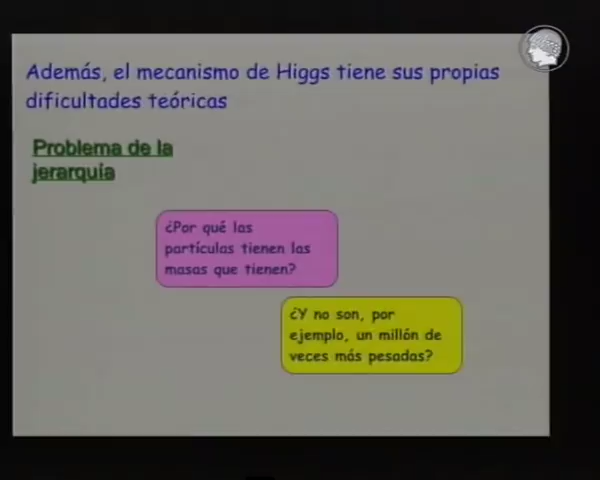 Además, el mecanismo de Higgs tiene sus propias
dificultades teóricas
Problema de la
jerarquía
¿Por qué las
partículas tienen las
masas que tienen?
¿Y no son, por
ejemplo, un millón de
veces más pesadas?